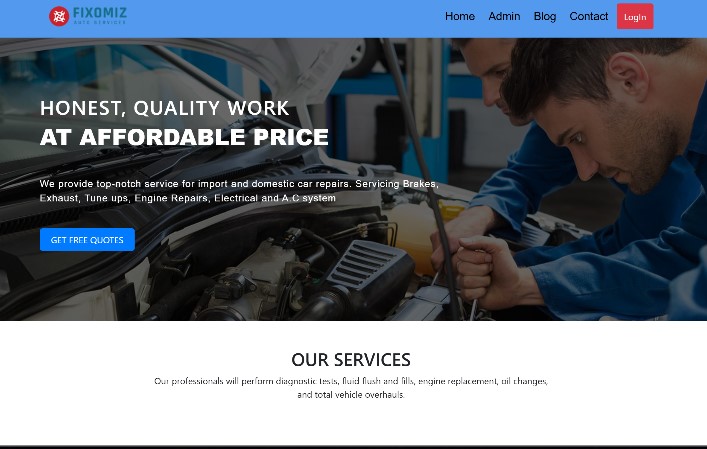 FIXOMIZ
AUTO SERVICES
Home Admin Blog Contact LogIn
HONEST, QUALITY WORK
AT AFFORDABLE PRICE
We provide top-notch service for import and domestic car repairs. Servicing Brakes,
Exhaust, Tune ups, Engine Repairs, Electrical and A.C system
GET FREE QUOTES
OUR SERVICES
Our professionals will perform diagnostic tests, fluid flush and fills, engine replacement, oil changes,
and total vehicle overhauls.